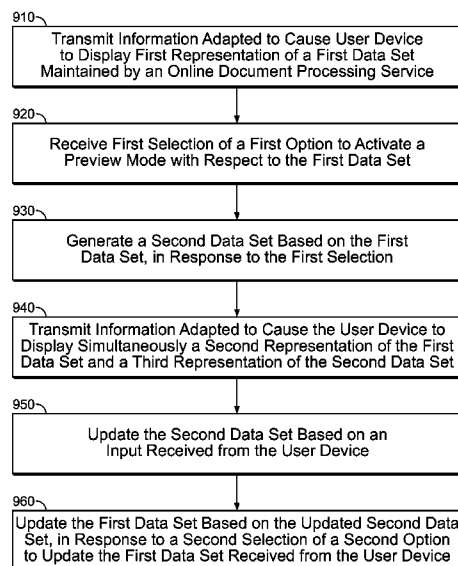 910
Transmit Information Adapted to Cause User Device
to Display First Representation of a First Data Set
Maintained by an Online Document Processing Service
920
Receive First Selection of a First Option to Activate a
Preview Mode with Respect to the First Data Set
930
Generate a Second Data Set Based on the First
Data Set, in Response to the First Selection
940
Transmit Information Adapted to Cause the User Device to
Display Simultaneously a Second Representation of the First
Data Set and a Third Representation of the Second Data Set
950
Update the Second Data Set Based on an
Input Received from the User Device
960
Update the First Data Set Based on the Updated Second Data
Set, in Response to a Second Selection of a Second Option
to Update the First Data Set Received from the User Device